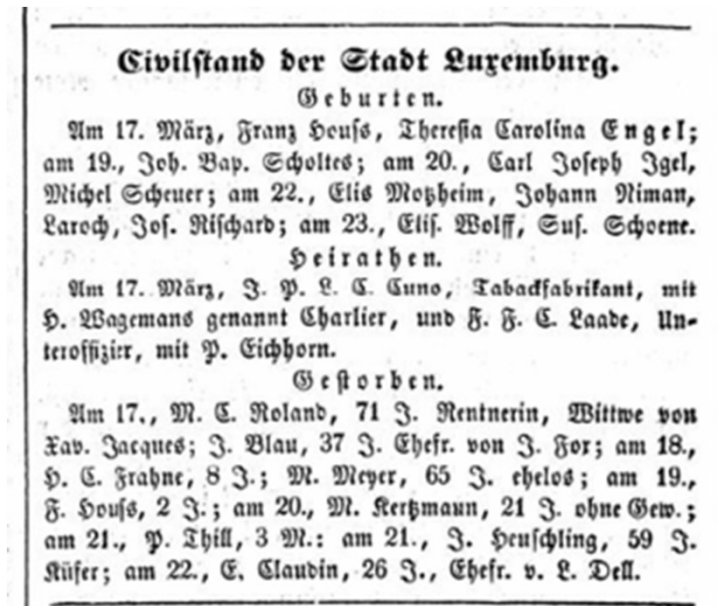 Civilstand der Stadt Luxemburg.
Geburten.
Am 17. März, Franz Houss, Theresia Carolina Engel;
am 19., Joh. Bap. Scholtes; am 20., Carl Joseph Igel,
Michel Scheuer; am 22., Elis Motzheim, Johann Niman,
Laroch, Jos. Rischard; am 23., Elis. Wolff, Sus. Schoene.
Heirathen.
Am 17. März, J. P. L. C. Cuno, Tabackfabrikant, mit
H. Wagemans genannt Charlier, und F. F. C. Laade, Un-
teroffizier, mit P. Eichhorn.
Gestorben.
Am 17., M. C. Roland, 71 J. Rentnerin, Wittwe von
Xav. Jacques; J. Blau, 37 J. Ehefr. von J. For; am 18.,
H. C. Frahne, 8 J.; M. Meyer, 65 J. ehelos; am 19.,
F. Houss, 2 J.; am 20., M. Kertzmann, 21 J. ohne Gew.;
am 21., P. Thill, 3 M.: am 21., J. Heuschling, 59 J.
Küfer; am 22., E. Claudin, 26 J., Ehefr. v. L. Dell.